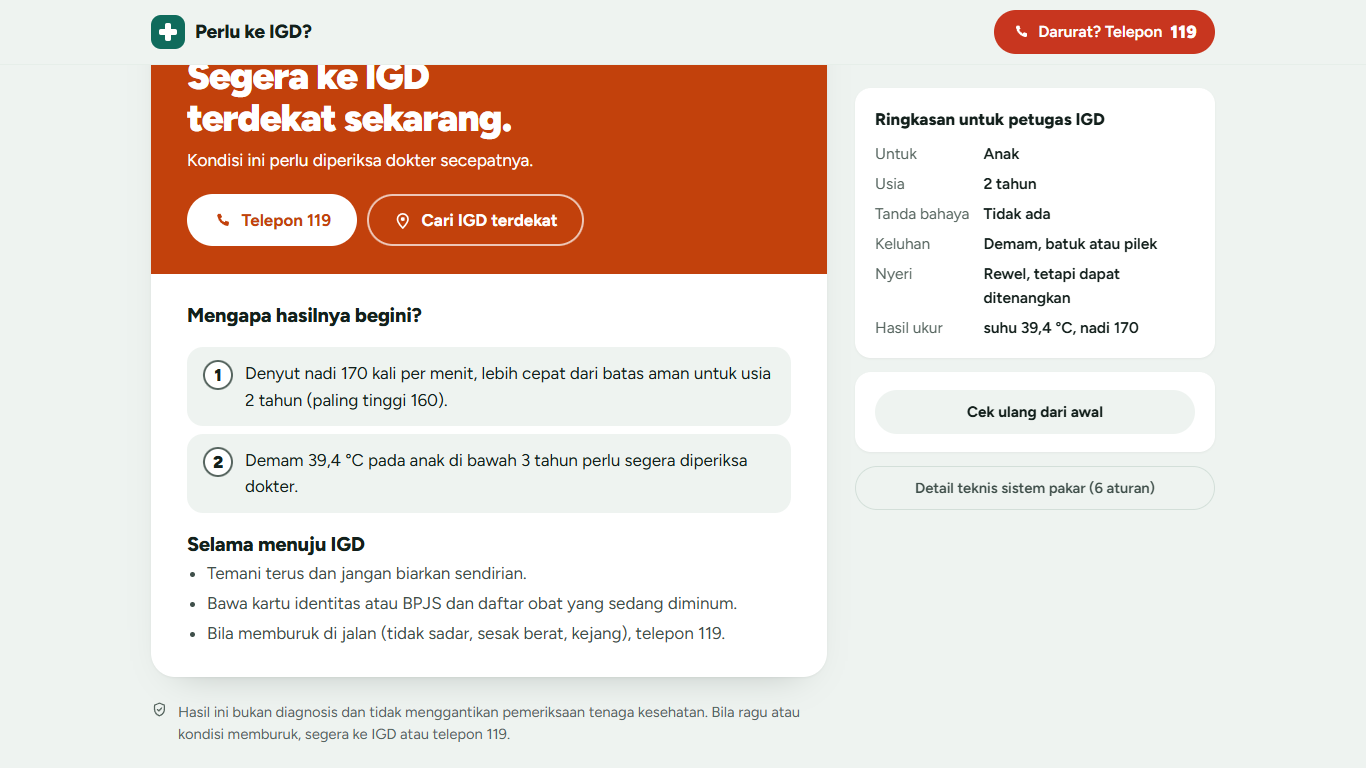 Perlu ke IGD?
Darurat? Telepon 119
Segera ke IGD
terdekat sekarang.
Kondisi ini perlu diperiksa dokter secepatnya.
Telepon 119
Cari IGD terdekat
Mengapa hasilnya begini?
1 Denyut nadi 170 kali per menit, lebih cepat dari batas aman untuk usia
2 tahun (paling tinggi 160).
2 Demam 39,4 °C pada anak di bawah 3 tahun perlu segera diperiksa
dokter.
Selama menuju IGD
• Temani terus dan jangan biarkan sendirian.
• Bawa kartu identitas atau BPJS dan daftar obat yang sedang diminum.
• Bila memburuk di jalan (tidak sadar, sesak berat, kejang), telepon 119.
Hasil ini bukan diagnosis dan tidak menggantikan pemeriksaan tenaga kesehatan. Bila ragu atau
kondisi memburuk, segera ke IGD atau telepon 119.
Ringkasan untuk petugas IGD
Untuk Anak
Usia 2 tahun
Tanda bahaya Tidak ada
Keluhan Demam, batuk atau pilek
Nyeri Rewel, tetapi dapat
ditenangkan
Hasil ukur suhu 39,4 °C, nadi 170
Cek ulang dari awal
Detail teknis sistem pakar (6 aturan)